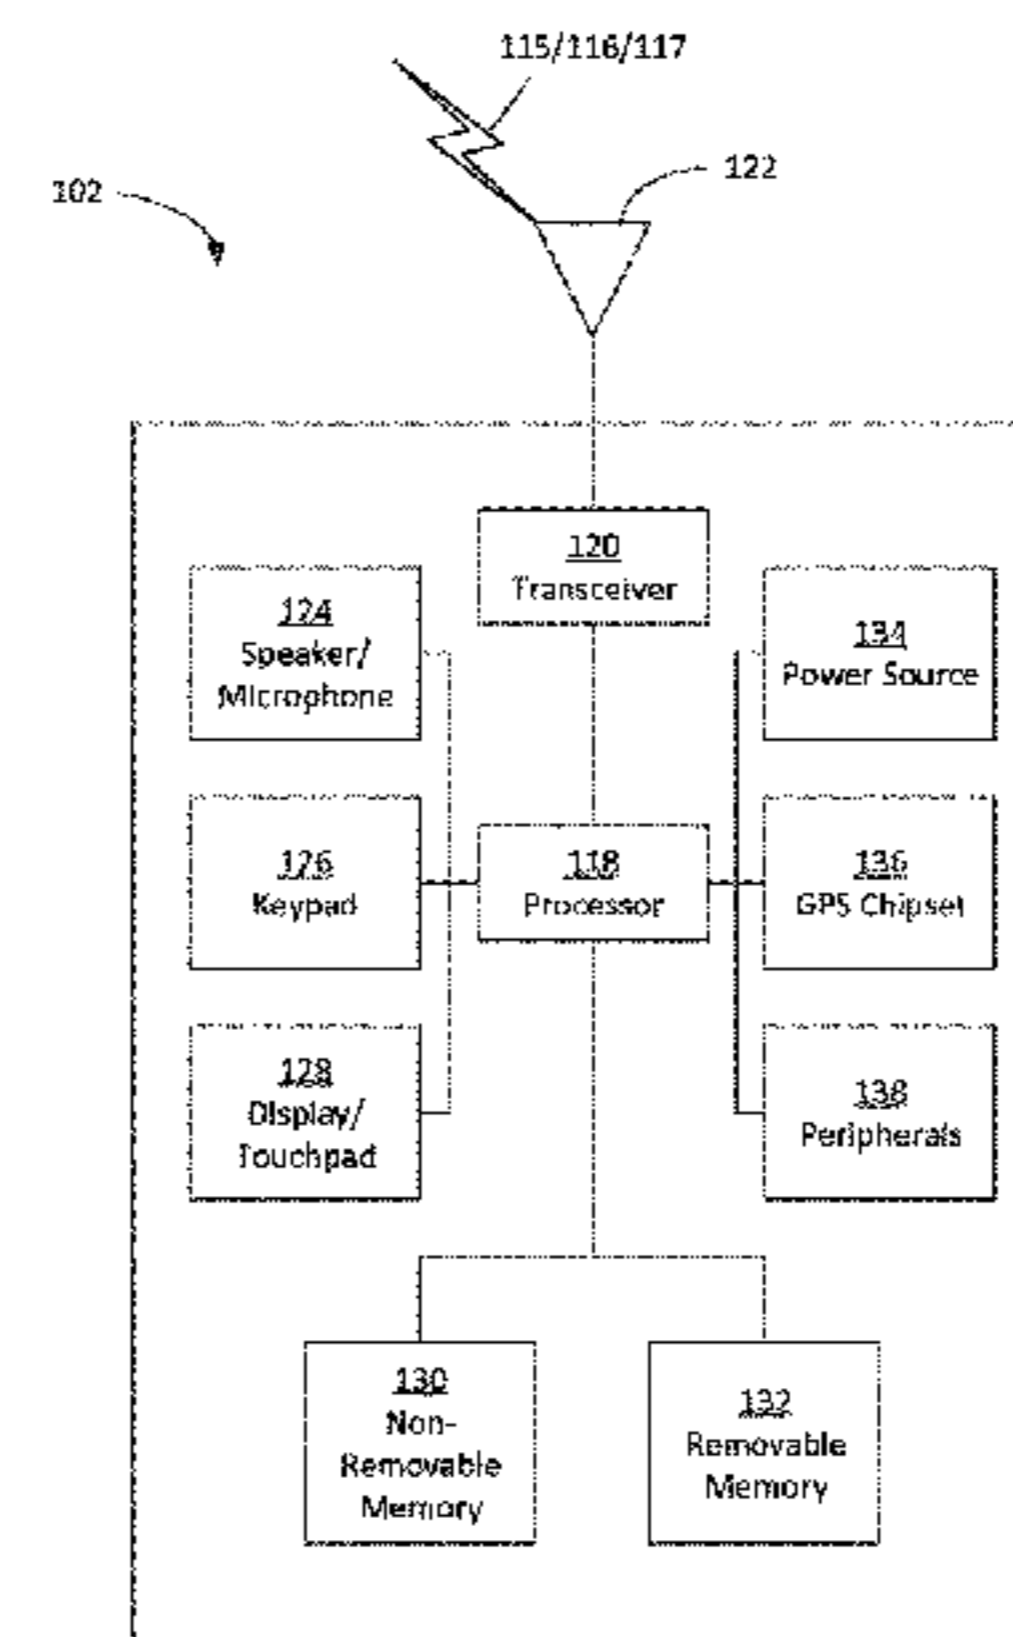 115/116/117
122
102
120
Transceiver
124
Speaker/
Microphone
134
Power Source
126
Keypad
118
Processor
136
GPS Chipset
128
Display/
Touchpad
138
Peripherals
130
Non-
Removable
Memory
132
Removable
Memory